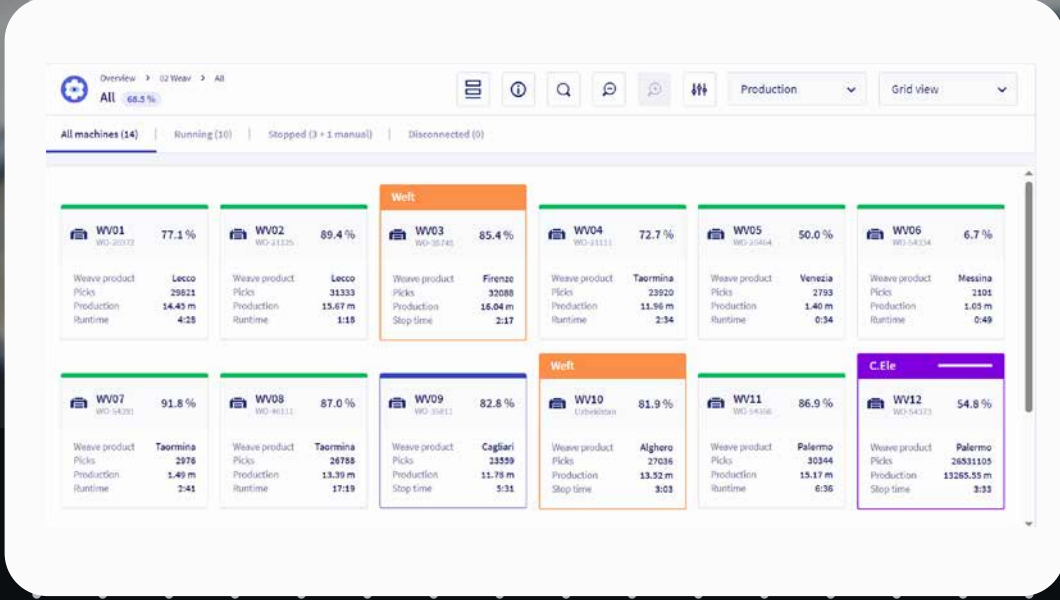 Overview > 02 Weav > All
All 68.5 %
Production
Grid view
All machines (14) | Running (10) | Stopped (3 + 1 manual) | Disconnected (0)
Weft
WV01 77.1 %
WV02 89.4 %
WV03 85.4 %
WV04 72.7 %
WV05 50.0 %
WV06 6.7 %
WO-21111
WO-54334
Weave product Lecco
Picks 29821
Production 14.45 m
Runtime 4:28
Weave product Lecco
Picks 31333
Production 15.67 m
Runtime 1:18
Weave product Firenze
Picks 32088
Production 16.04 m
Stop time 2:17
Weave product Taormina
Picks 23920
Production 11.96 m
Runtime 2:34
Weave product Venezia
Picks 2793
Production 1.40 m
Runtime 0:34
Weave product Messina
Picks 2101
Production 1.05 m
Runtime 0:49
Weft
C.Ele
WV07 91.8 %
WV08 87.0 %
WV09 82.8 %
WV10 81.9 %
WV11 86.9 %
WV12 54.8 %
Uzbekistan
Weave product Taormina
Picks 2976
Production 1.49 m
Runtime 2:41
Weave product Taormina
Picks 26788
Production 13.39 m
Runtime 17:19
Weave product Cagliari
Picks 23559
Production 11.78 m
Stop time 5:31
Weave product Alghero
Picks 27036
Production 13.52 m
Stop time 3:03
Weave product Palermo
Picks 30344
Production 15.17 m
Runtime 6:36
Weave product Palermo
Picks 26531105
Production 13265.55 m
Stop time 3:33